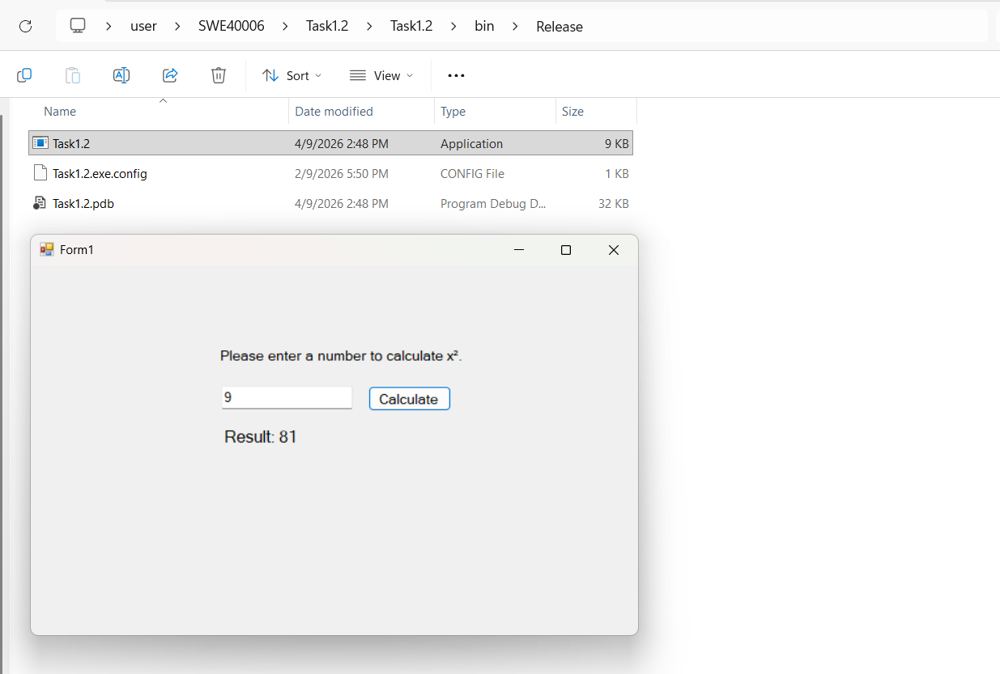 user > SWE40006 > Task1.2 > Task1.2 > bin > Release
Sort View
Name Date modified Type Size
Task1.2 4/9/2026 2:48 PM Application 9 KB
Task1.2.exe.config 2/9/2026 5:50 PM CONFIG File 1 KB
Task1.2.pdb 4/9/2026 2:48 PM Program Debug D... 32 KB
Form1
Please enter a number to calculate x².
9 Calculate
Result: 81